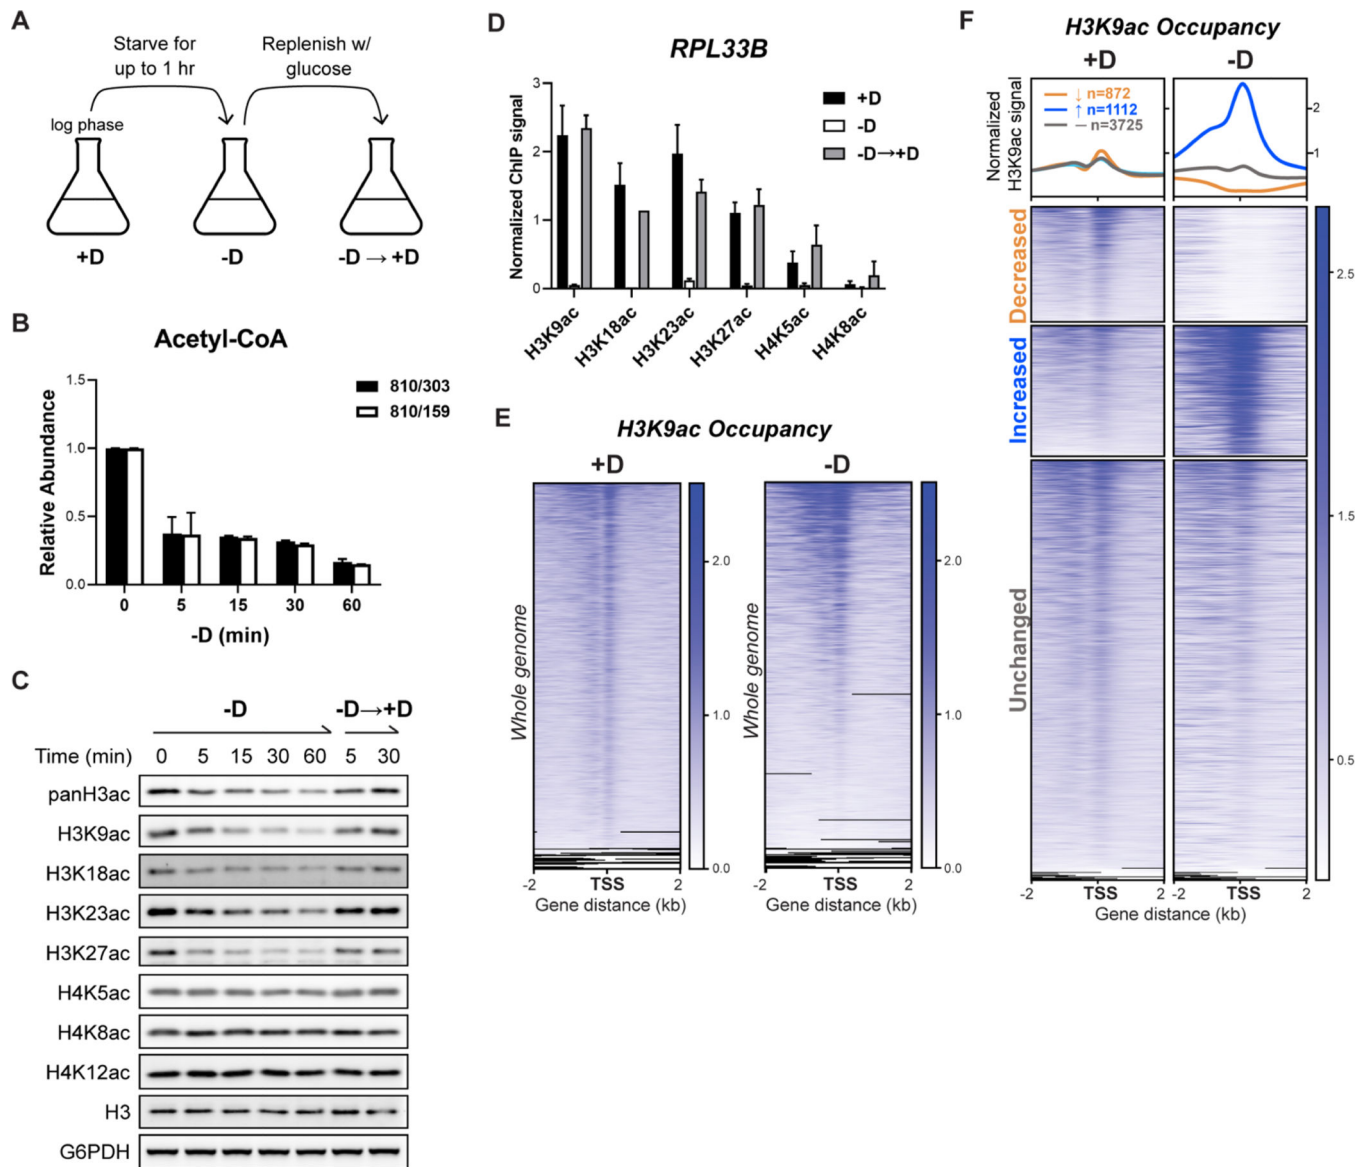 A
Starve for
up to 1 hr
Replenish w/
glucose
log phase
+D
-D
-D → +D
B
Acetyl-CoA
Relative Abundance
1.5
1.0
0.5
0.0
0 5 15 30 60
-D (min)
810/303
810/159
C
-D
-D→+D
Time (min) 0 5 15 30 60 5 30
panH3ac
H3K9ac
H3K18ac
H3K23ac
H3K27ac
H4K5ac
H4K8ac
H4K12ac
H3
G6PDH
D
RPL33B
Normalized ChIP signal
3
2
1
0
H3K9ac
H3K18ac
H3K23ac
H3K27ac
H4K5ac
H4K8ac
+D
-D
-D→+D
E
H3K9ac Occupancy
+D
-D
Whole genome
2.0
1.0
0.0
Whole genome
2.0
1.0
0.0
-2 TSS 2
Gene distance (kb)
-2 TSS 2
Gene distance (kb)
F
H3K9ac Occupancy
+D
-D
Normalized
H3K9ac signal
↓ n=872
↑ n=1112
– n=3725
2
1
Decreased
Increased
Unchanged
2.5
1.5
0.5
-2 TSS 2
-2 TSS 2
Gene distance (kb)